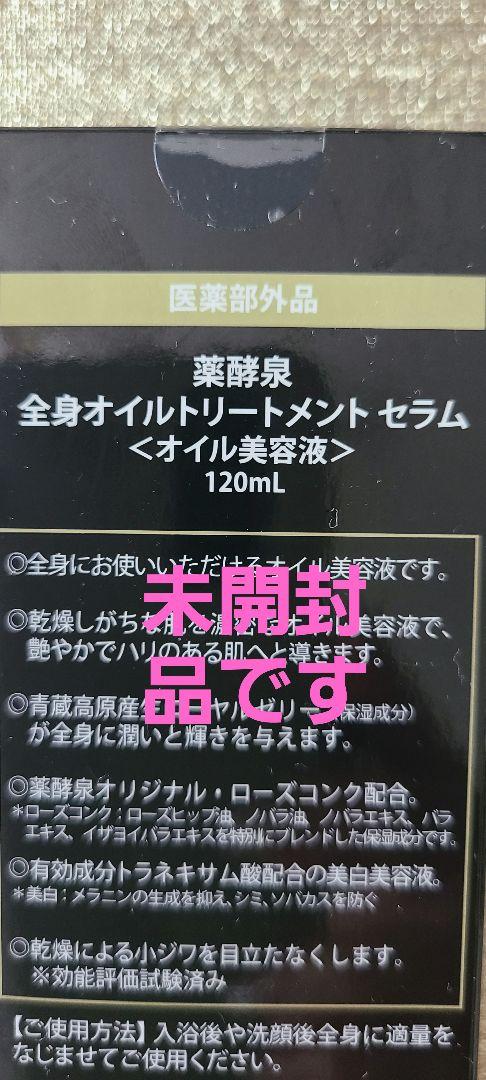 医薬部外品
薬酵泉
全身オイルトリートメント セラム
＜オイル美容液＞
120mL
◎全身にお使いいただけるオイル美容液です。
◎乾燥しがちな肌を オイル美容液で、
艶やかでハリのある肌へと導きます。
未開封
品です
◎青蔵高原産生ローヤルゼリー（保湿成分）
が全身に潤いと輝きを与えます。
◎薬酵泉オリジナル・ローズコンク配合。
＊ローズコンク：ローズヒップ油、ノバラ油、ノバラエキス、バラ
エキス、イザヨイバラエキスを特別にブレンドした保湿成分です。
◎有効成分トラネキサム酸配合の美白美容液。
＊美白：メラニンの生成を抑え、シミ、ソバカスを防ぐ
◎乾燥による小ジワを目立たなくします。
※効能評価試験済み
【ご使用方法】入浴後や洗顔後全身に適量を
なじませてご使用ください。